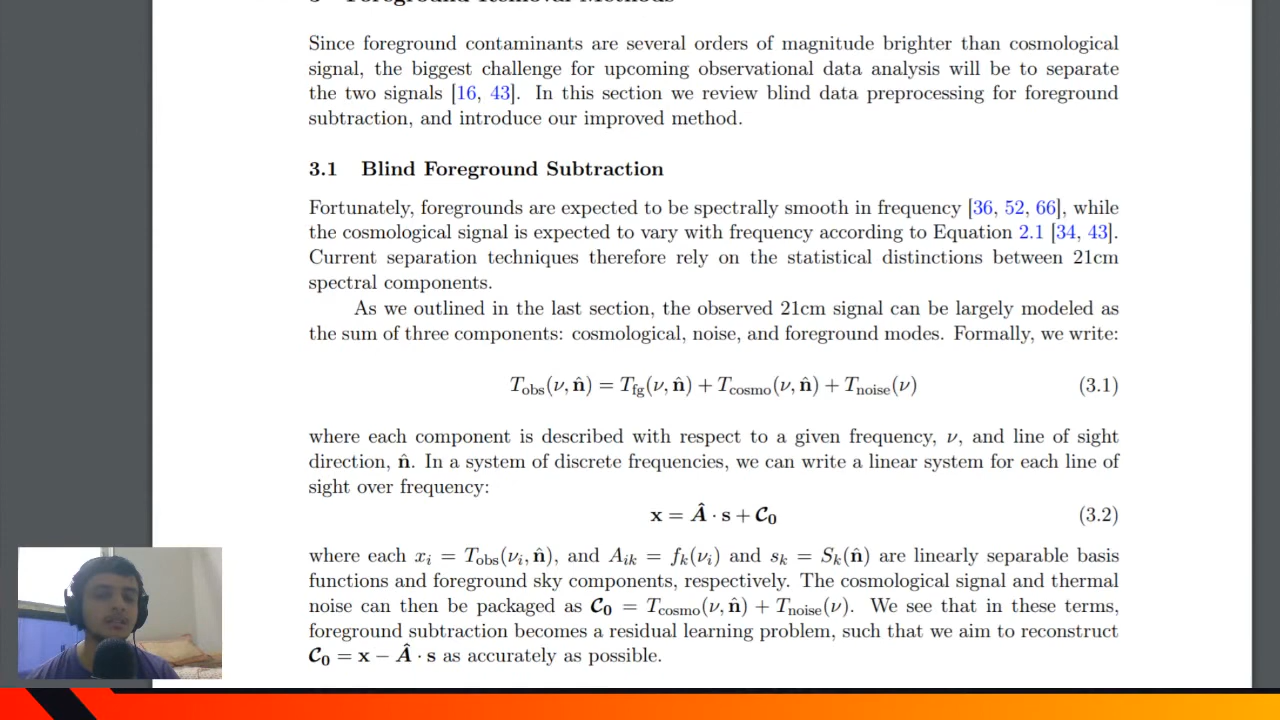 3 Foreground Removal Methods
Since foreground contaminants are several orders of magnitude brighter than cosmological
signal, the biggest challenge for upcoming observational data analysis will be to separate
the two signals [16, 43]. In this section we review blind data preprocessing for foreground
subtraction, and introduce our improved method.
3.1 Blind Foreground Subtraction
Fortunately, foregrounds are expected to be spectrally smooth in frequency [36, 52, 66], while
the cosmological signal is expected to vary with frequency according to Equation 2.1 [34, 43].
Current separation techniques therefore rely on the statistical distinctions between 21cm
spectral components.
As we outlined in the last section, the observed 21cm signal can be largely modeled as
the sum of three components: cosmological, noise, and foreground modes. Formally, we write:
T_obs(ν, n̂) = T_fg(ν, n̂) + T_cosmo(ν, n̂) + T_noise(ν) (3.1)
where each component is described with respect to a given frequency, ν, and line of sight
direction, n̂. In a system of discrete frequencies, we can write a linear system for each line of
sight over frequency:
x = Â · s + C₀ (3.2)
where each x_i = T_obs(ν_i, n̂), and A_ik = f_k(ν_i) and s_k = S_k(n̂) are linearly separable basis
functions and foreground sky components, respectively. The cosmological signal and thermal
noise can then be packaged as C₀ = T_cosmo(ν, n̂) + T_noise(ν). We see that in these terms,
foreground subtraction becomes a residual learning problem, such that we aim to reconstruct
C₀ = x − Â · s as accurately as possible.